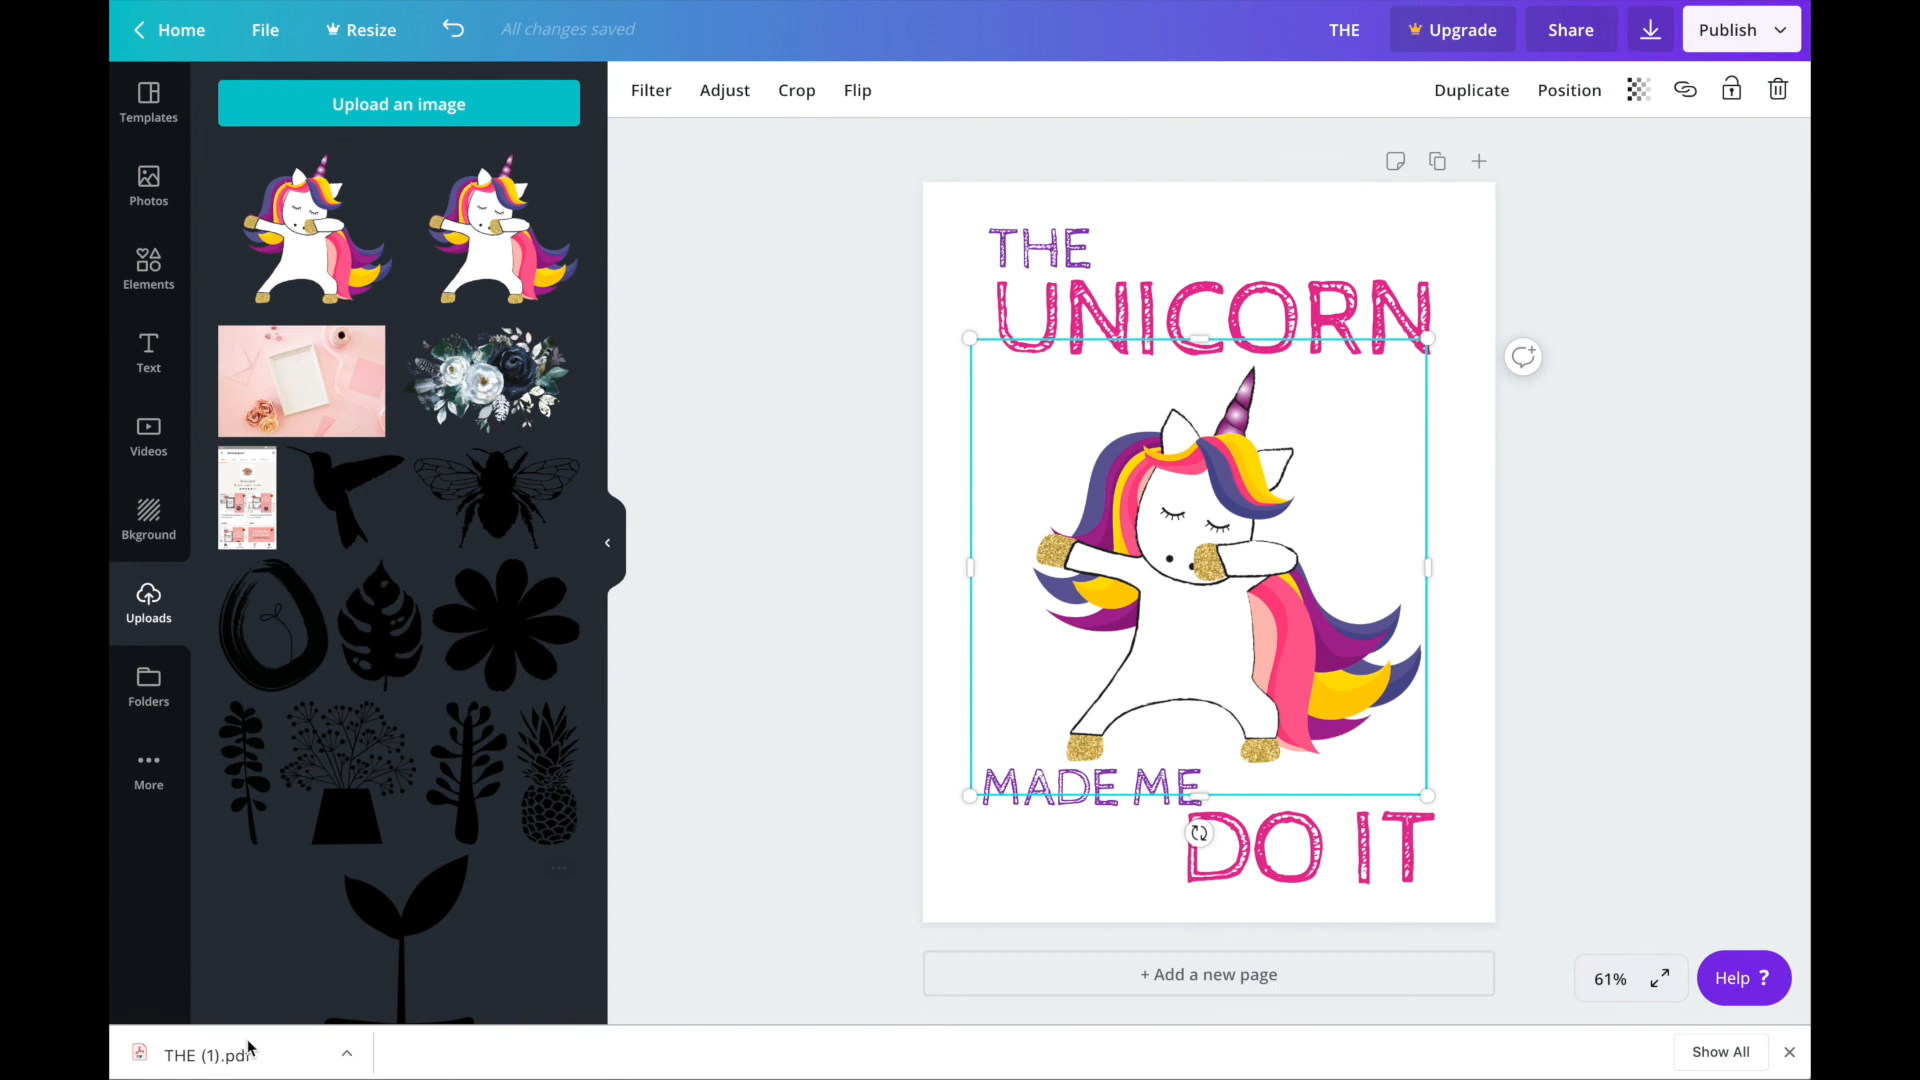 Home File Resize All changes saved THE Upgrade Share Publish
Filter Adjust Crop Flip Duplicate Position
Upload an image
Templates
Photos
Elements
Text
Videos
Bkground
Uploads
Folders
More
THE
UNICORN
MADE ME
DO IT
+ Add a new page
61%
Help ?
THE (1).pdf
Show All